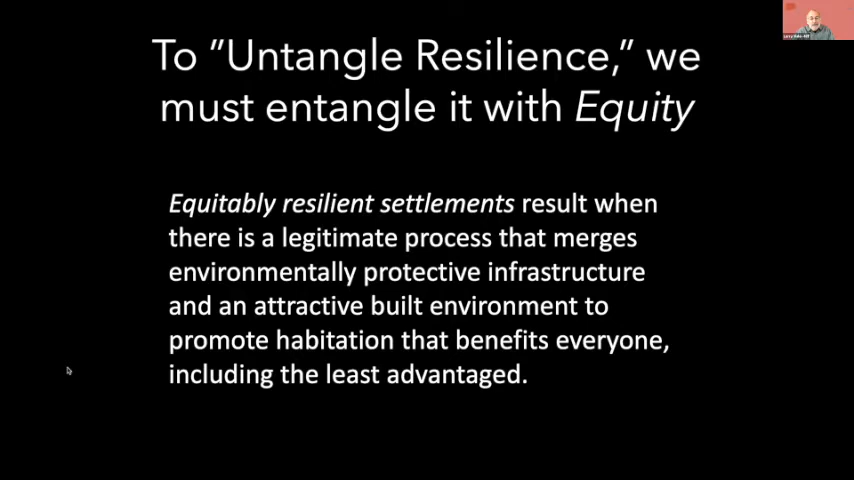 To ”Untangle Resilience,” we
must entangle it with Equity
Equitably resilient settlements result when
there is a legitimate process that merges
environmentally protective infrastructure
and an attractive built environment to
promote habitation that benefits everyone,
including the least advantaged.